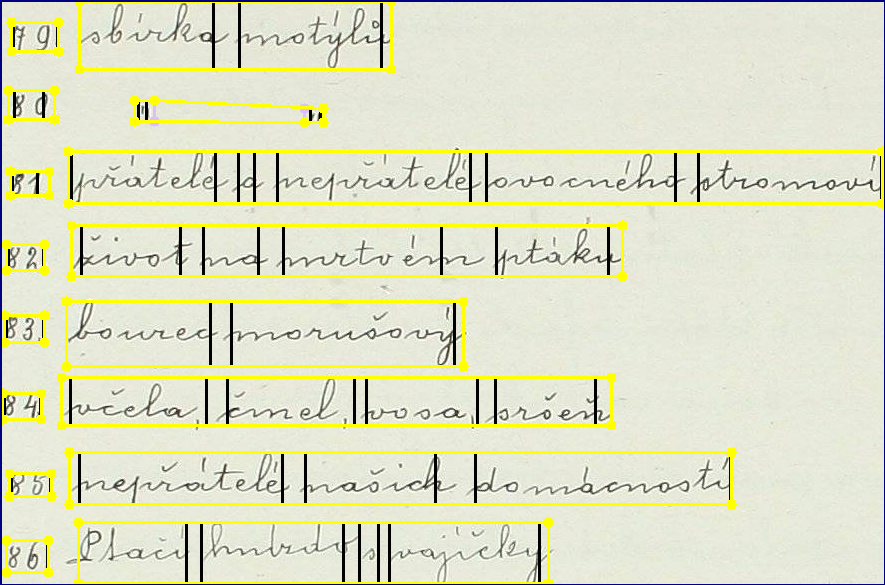 79 sbírka motýlů
80 " "
81 přátelé a nepřátelé ovocného stromoví
82 život na mrtvém ptáku
83. bourec morušový
84. včela, čmel, vosa, sršeň
85 nepřátelé našich domácností
86 Ptačí hnízdo s vajíčky